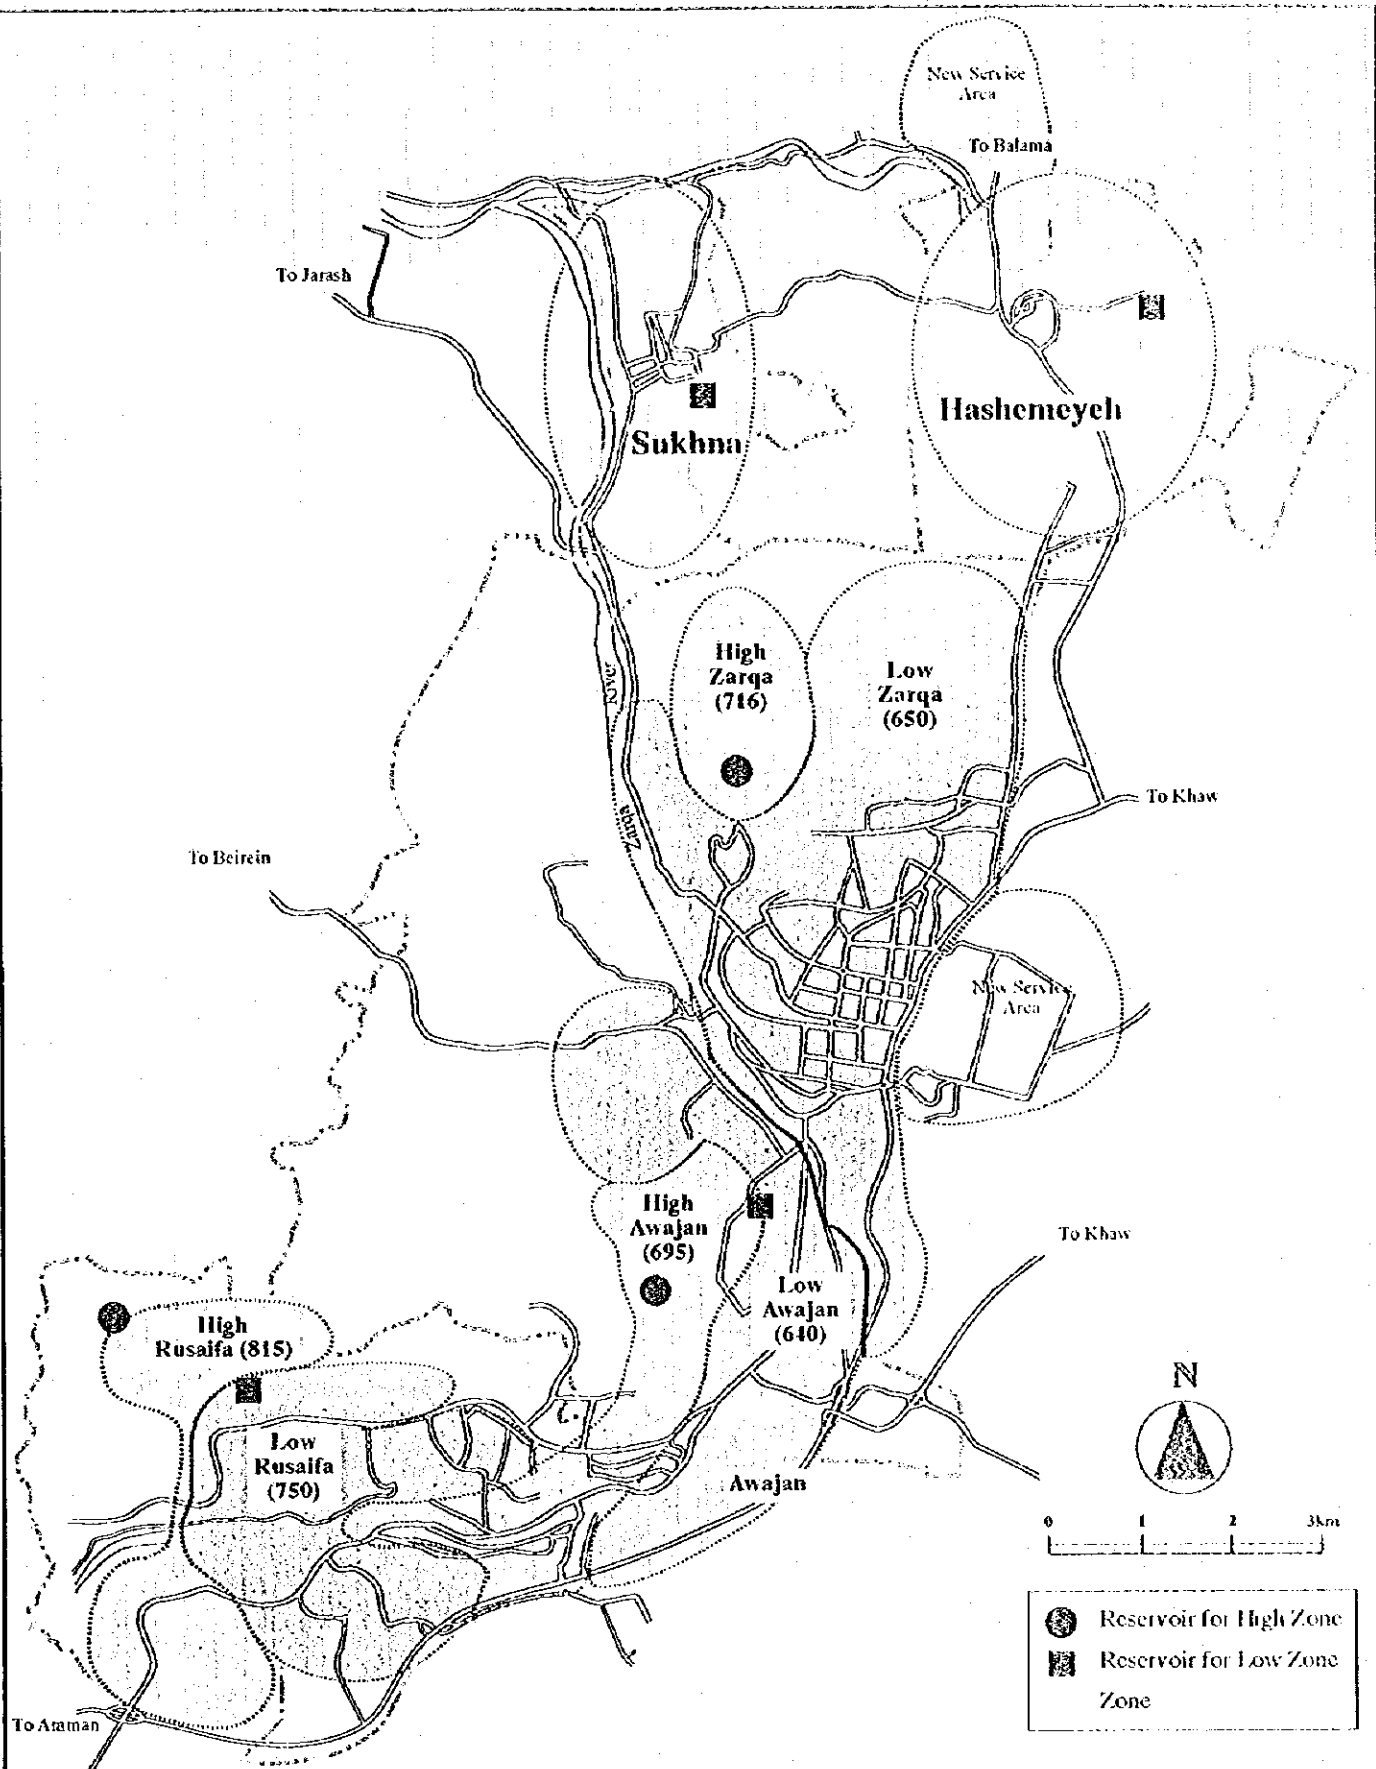 New Service
Area
To Balama
To Jarash
Hashemeyeh
Sukhna
High
Zarqa
(716)
Low
Zarqa
(650)
River
To Khaw
Zarqa
To Beirein
New Service
Area
High
Awajan
(695)
To Khaw
Low
Awajan
(640)
High
Rusaifa (815)
N
Low
Rusaifa
(750)
Awajan
0 1 2 3km
Reservoir for High Zone
Reservoir for Low Zone
Zone
To Amman